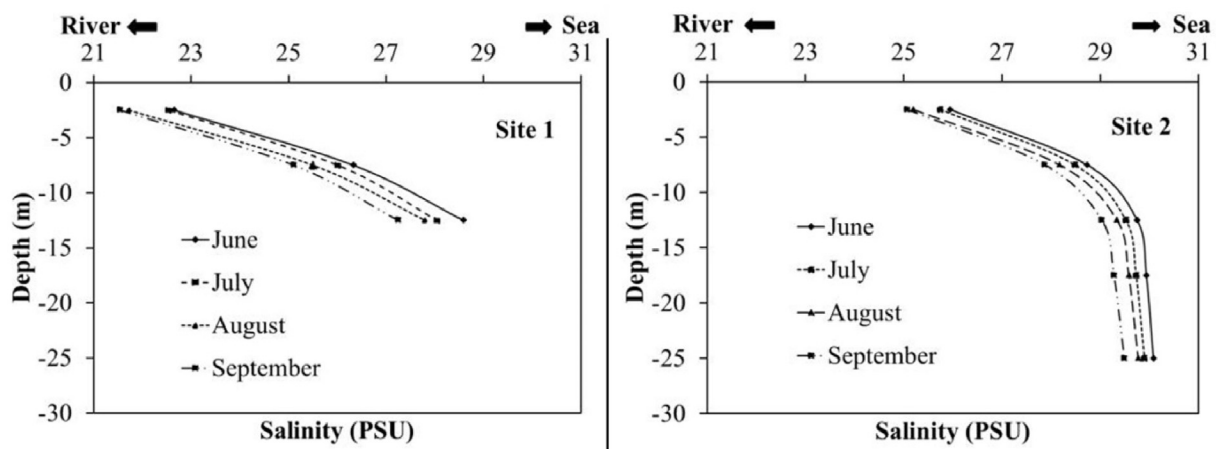 River Sea
21 23 25 27 29 31
0
-5
-10
-15
-20
-25
-30
Depth (m)
Site 1
June
July
August
September
Salinity (PSU)
River Sea
21 23 25 27 29 31
0
-5
-10
-15
-20
-25
-30
Depth (m)
Site 2
June
July
August
September
Salinity (PSU)